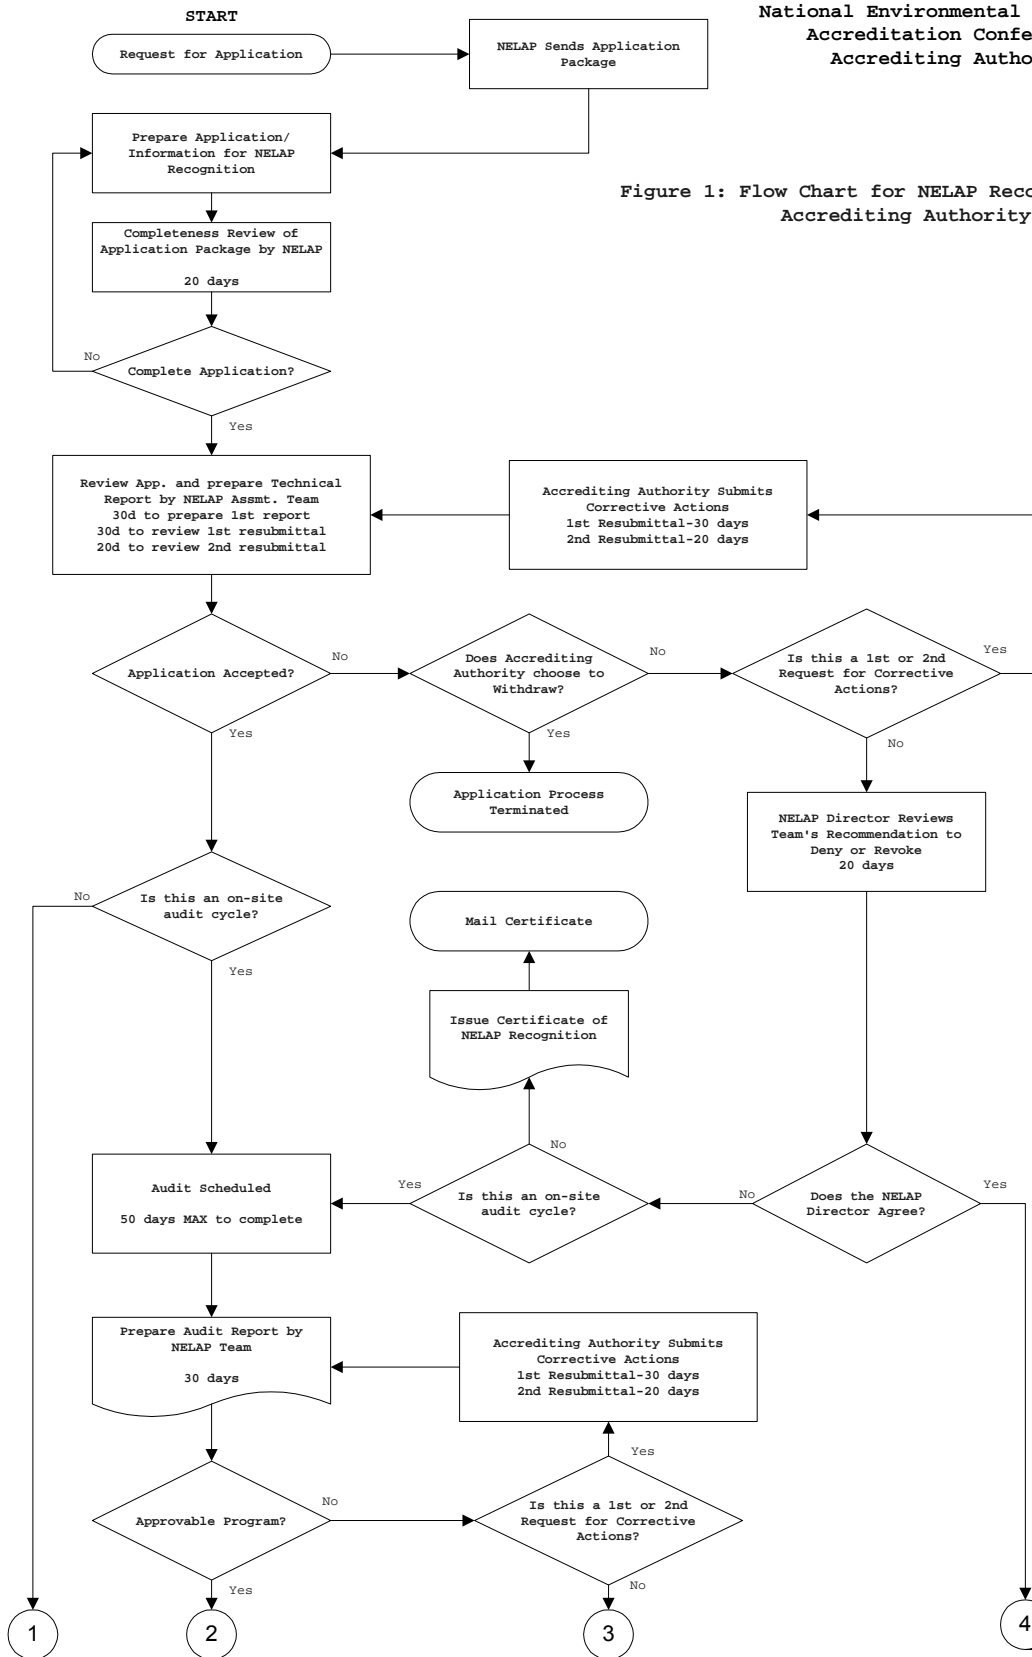 START
National Environmental
Accreditation Confe
Accrediting Autho
Request for Application
NELAP Sends Application
Package
Prepare Application/
Information for NELAP
Recognition
Figure 1: Flow Chart for NELAP Reco
Accrediting Authority
Completeness Review of
Application Package by NELAP
20 days
No
Complete Application?
Yes
Review App. and prepare Technical
Report by NELAP Assmt. Team
30d to prepare 1st report
30d to review 1st resubmittal
20d to review 2nd resubmittal
Accrediting Authority Submits
Corrective Actions
1st Resubmittal-30 days
2nd Resubmittal-20 days
Application Accepted?
No
Yes
Does Accrediting
Authority choose to
Withdraw?
No
Yes
Is this a 1st or 2nd
Request for Corrective
Actions?
Yes
No
Application Process
Terminated
NELAP Director Reviews
Team's Recommendation to
Deny or Revoke
20 days
No
Is this an on-site
audit cycle?
Yes
Mail Certificate
Issue Certificate of
NELAP Recognition
No
Audit Scheduled
50 days MAX to complete
Yes
Is this an on-site
audit cycle?
No
Does the NELAP
Director Agree?
Yes
Prepare Audit Report by
NELAP Team
30 days
Accrediting Authority Submits
Corrective Actions
1st Resubmittal-30 days
2nd Resubmittal-20 days
Yes
Approvable Program?
No
Is this a 1st or 2nd
Request for Corrective
Actions?
Yes
No
1
2
3
4